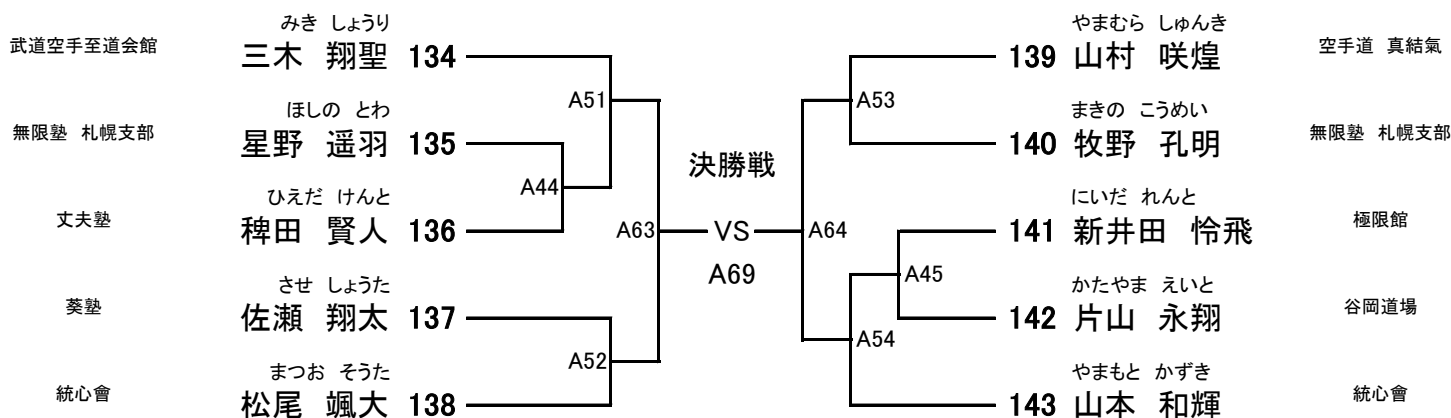 みき しょうり
武道空手至道会館 三木 翔聖 134
A51
ほしの とわ
無限塾 札幌支部 星野 遥羽 135
A44
ひえだ けんと
丈夫塾 稗田 賢人 136
A63
させ しょうた
葵塾 佐瀬 翔太 137
A52
まつお そうた
統心會 松尾 颯大 138
決勝戦
VS
A69
やまむら しゅんき
139 山村 咲煌 空手道 真結氣
A53
まきの こうめい
140 牧野 孔明 無限塾 札幌支部
A64
にいだ れんと
141 新井田 怜飛 極限館
A45
かたやま えいと
142 片山 永翔 谷岡道場
A54
やまもと かずき
143 山本 和輝 統心會